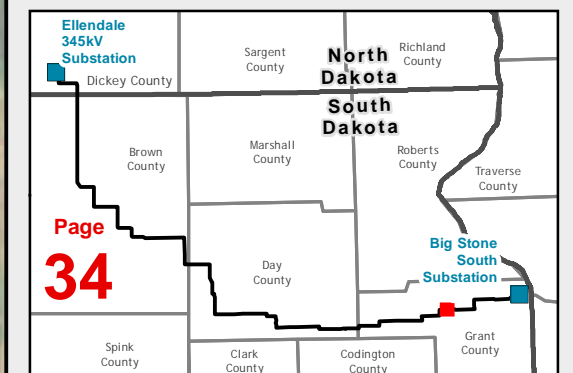 Ellendale
345kV
Substation
Dickey County
Sargent
County
North
Dakota
Richland
County
South
Dakota
Brown
County
Marshall
County
Roberts
County
Traverse
County
Page
34
Day
County
Big Stone
South
Substation
Grant
County
Spink
County
Clark
County
Codington
County